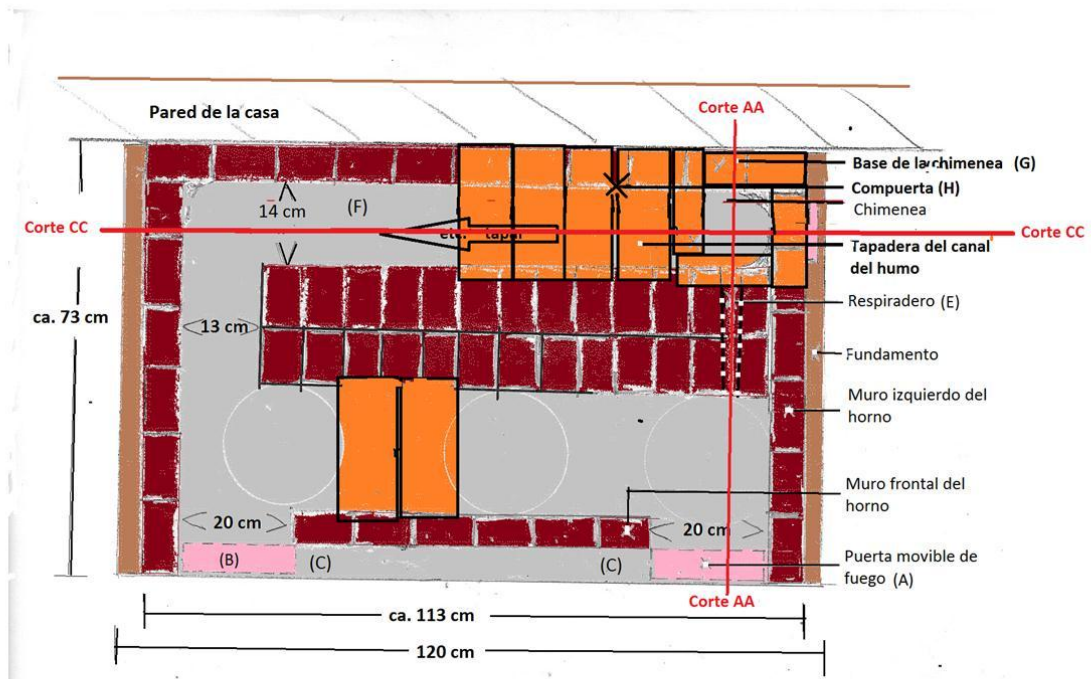 Corte AA
Pared de la casa
Base de la chimenea (G)
Compuerta (H)
Chimenea
14 cm
(F)
Corte CC
Corte CC
Tapadera del canal
del humo
Respiradero (E)
ca. 73 cm
13 cm
Fundamento
Muro izquierdo del
horno
Muro frontal del
horno
20 cm
20 cm
(B)
(C)
(C)
Puerta movible de
fuego (A)
Corte AA
ca. 113 cm
120 cm